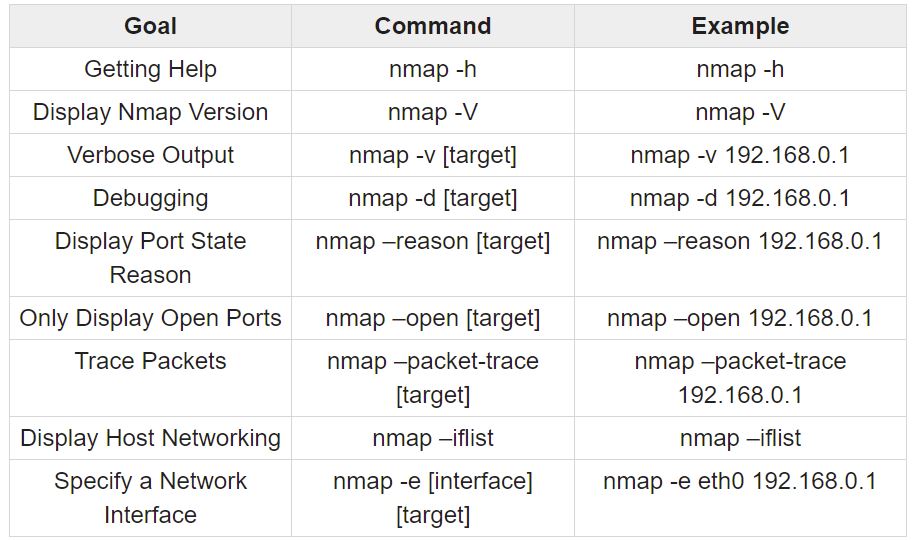 Goal Command Example
Getting Help nmap -h nmap -h
Display Nmap Version nmap -V nmap -V
Verbose Output nmap -v [target] nmap -v 192.168.0.1
Debugging nmap -d [target] nmap -d 192.168.0.1
Display Port State nmap –reason [target] nmap –reason 192.168.0.1
Reason
Only Display Open Ports nmap –open [target] nmap –open 192.168.0.1
Trace Packets nmap –packet-trace nmap –packet-trace
[target] 192.168.0.1
Display Host Networking nmap –iflist nmap –iflist
Specify a Network nmap -e [interface] nmap -e eth0 192.168.0.1
Interface [target]